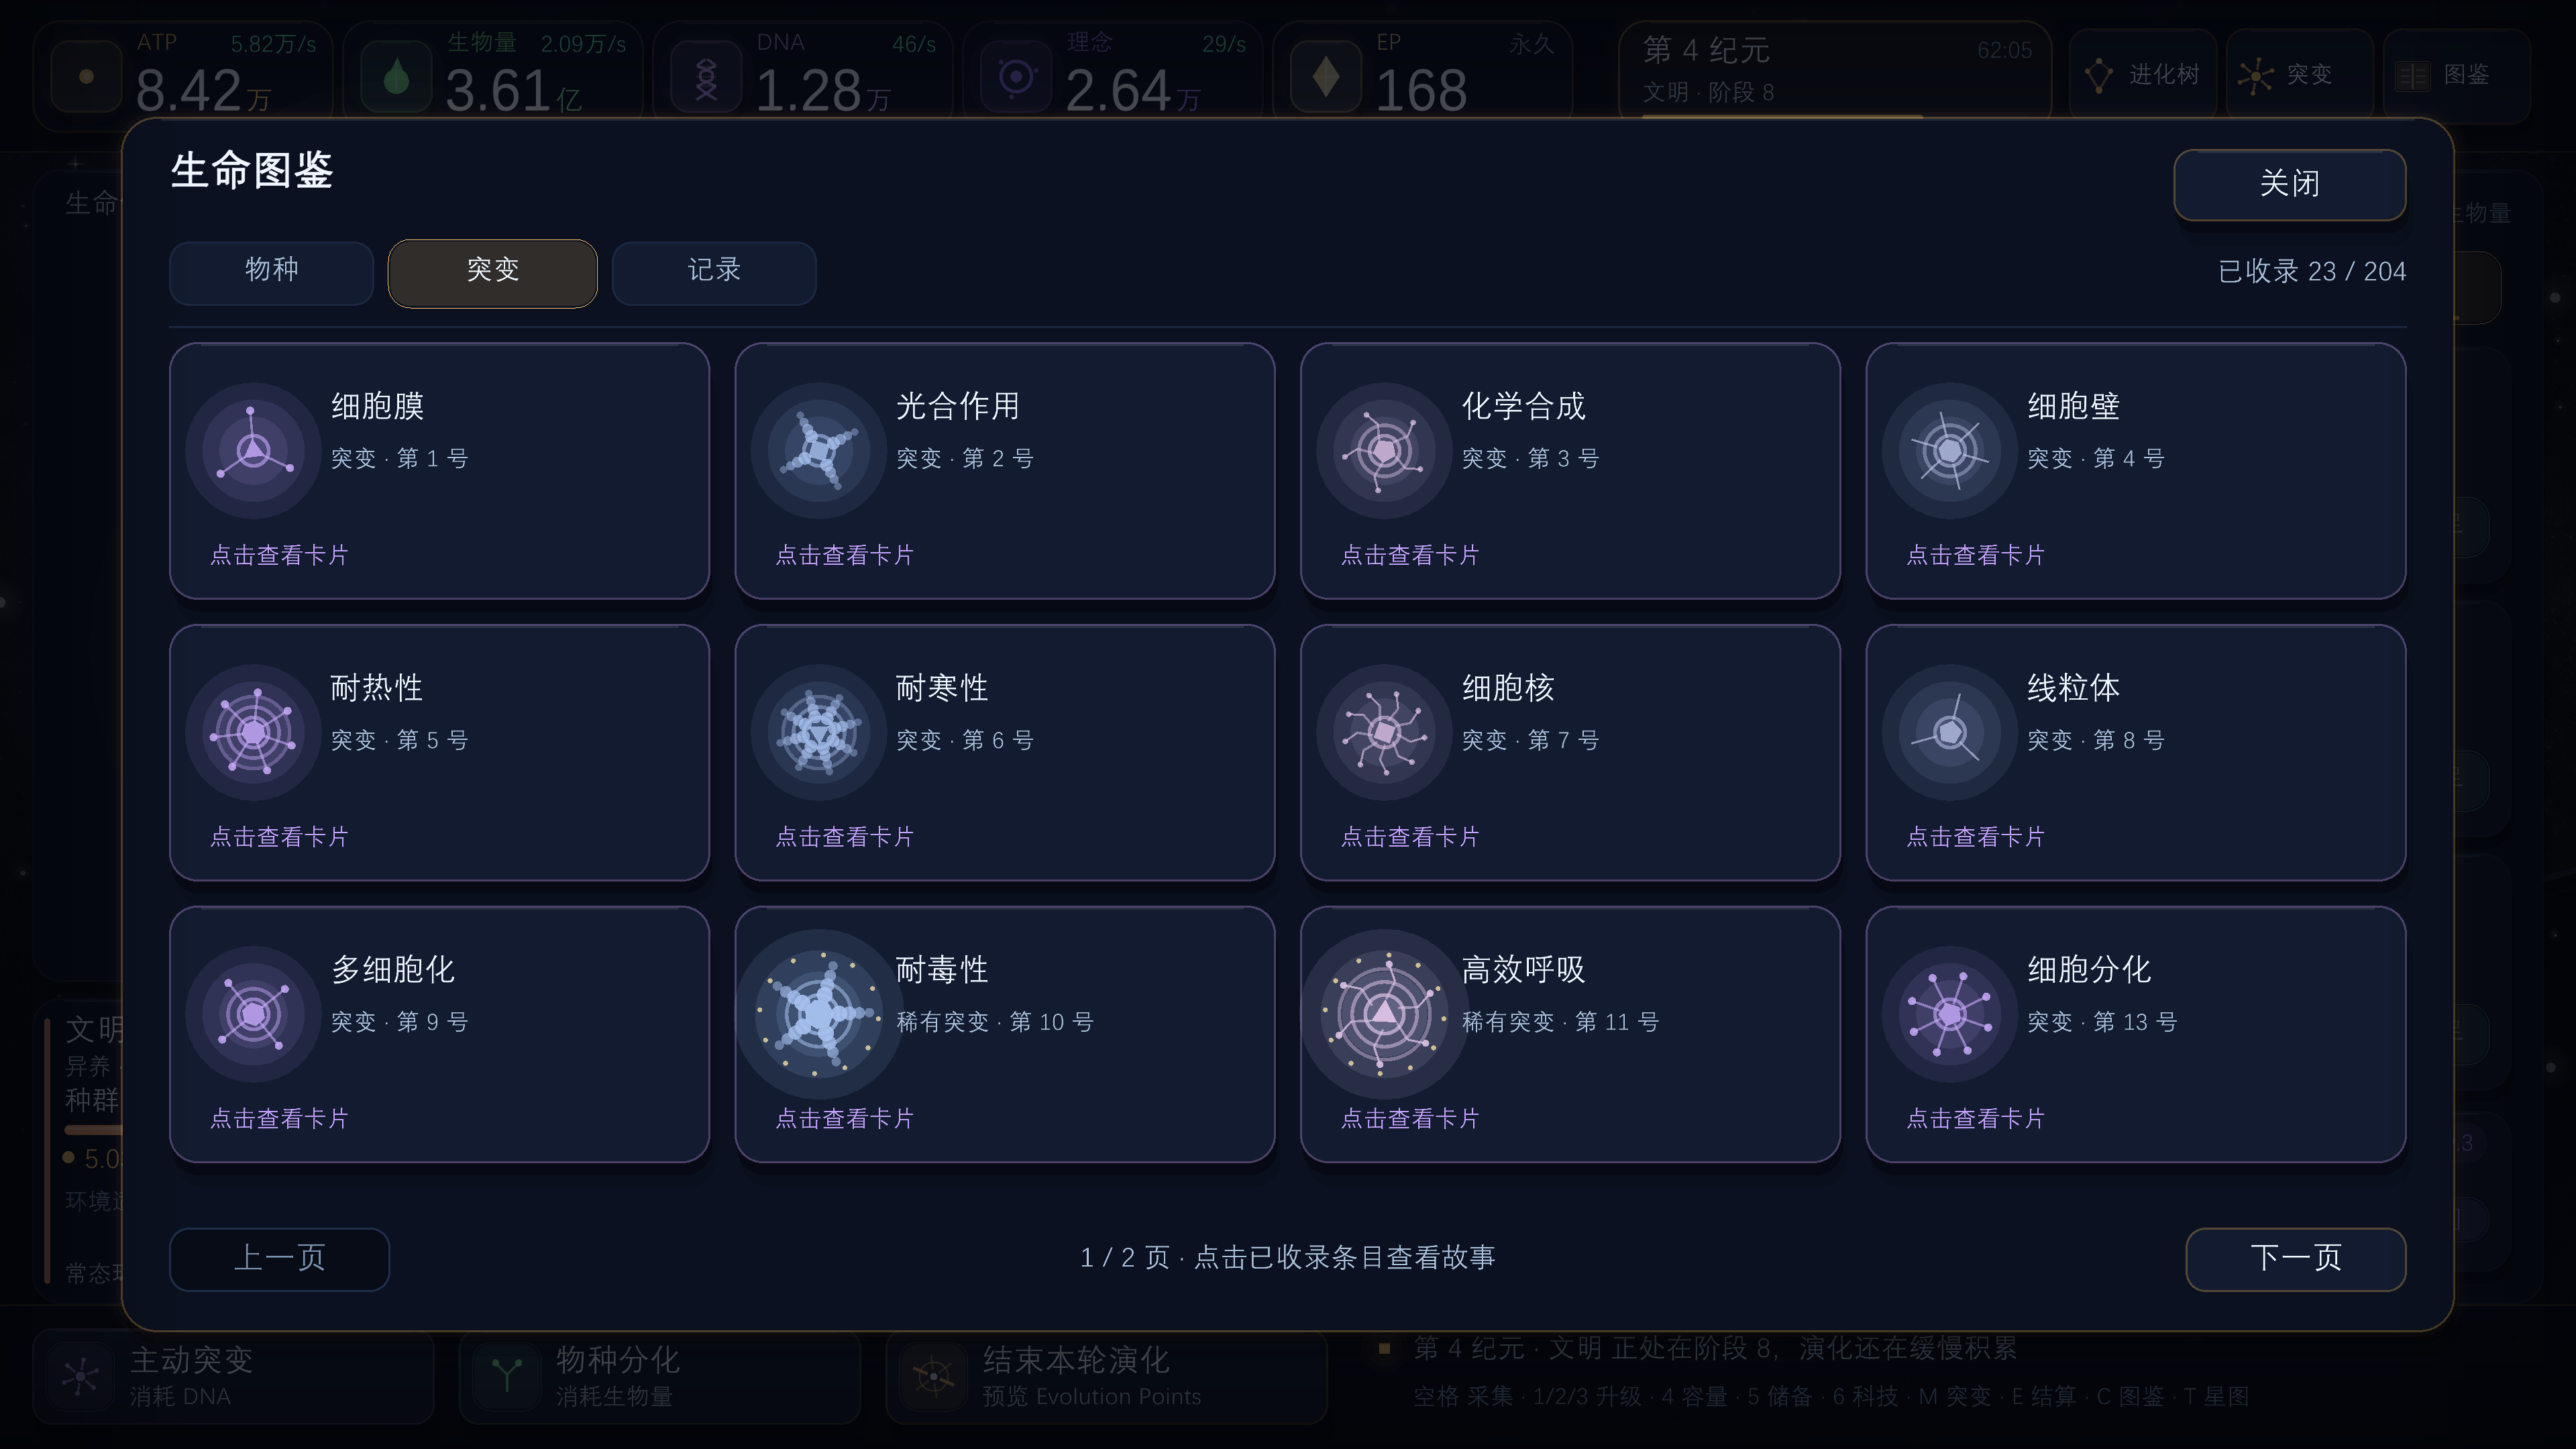 ATP 5.82万/s
8.42万
生物量 2.09万/s
3.61亿
DNA 46/s
1.28万
理念 29/s
2.64万
EP 永久
168
第 4 纪元 62:05
文明 · 阶段 8
进化树
突变
图鉴
生命
生命图鉴
关闭
物种
突变
记录
已收录 23 / 204
物量
细胞膜
突变 · 第 1 号
点击查看卡片
光合作用
突变 · 第 2 号
点击查看卡片
化学合成
突变 · 第 3 号
点击查看卡片
细胞壁
突变 · 第 4 号
点击查看卡片
耐热性
突变 · 第 5 号
点击查看卡片
耐寒性
突变 · 第 6 号
点击查看卡片
细胞核
突变 · 第 7 号
点击查看卡片
线粒体
突变 · 第 8 号
点击查看卡片
多细胞化
突变 · 第 9 号
点击查看卡片
耐毒性
稀有突变 · 第 10 号
点击查看卡片
高效呼吸
稀有突变 · 第 11 号
点击查看卡片
细胞分化
突变 · 第 13 号
点击查看卡片
文明
异养
种群
5.0
环境
常态
上一页
1 / 2 页 · 点击已收录条目查看故事
下一页
主动突变
消耗 DNA
物种分化
消耗生物量
结束本轮演化
预览 Evolution Points
第 4 纪元 · 文明 正处在阶段 8，演化还在缓慢积累
空格 采集 · 1/2/3 升级 · 4 容量 · 5 储备 · 6 科技 · M 突变 · E 结算 · C 图鉴 · T 星图